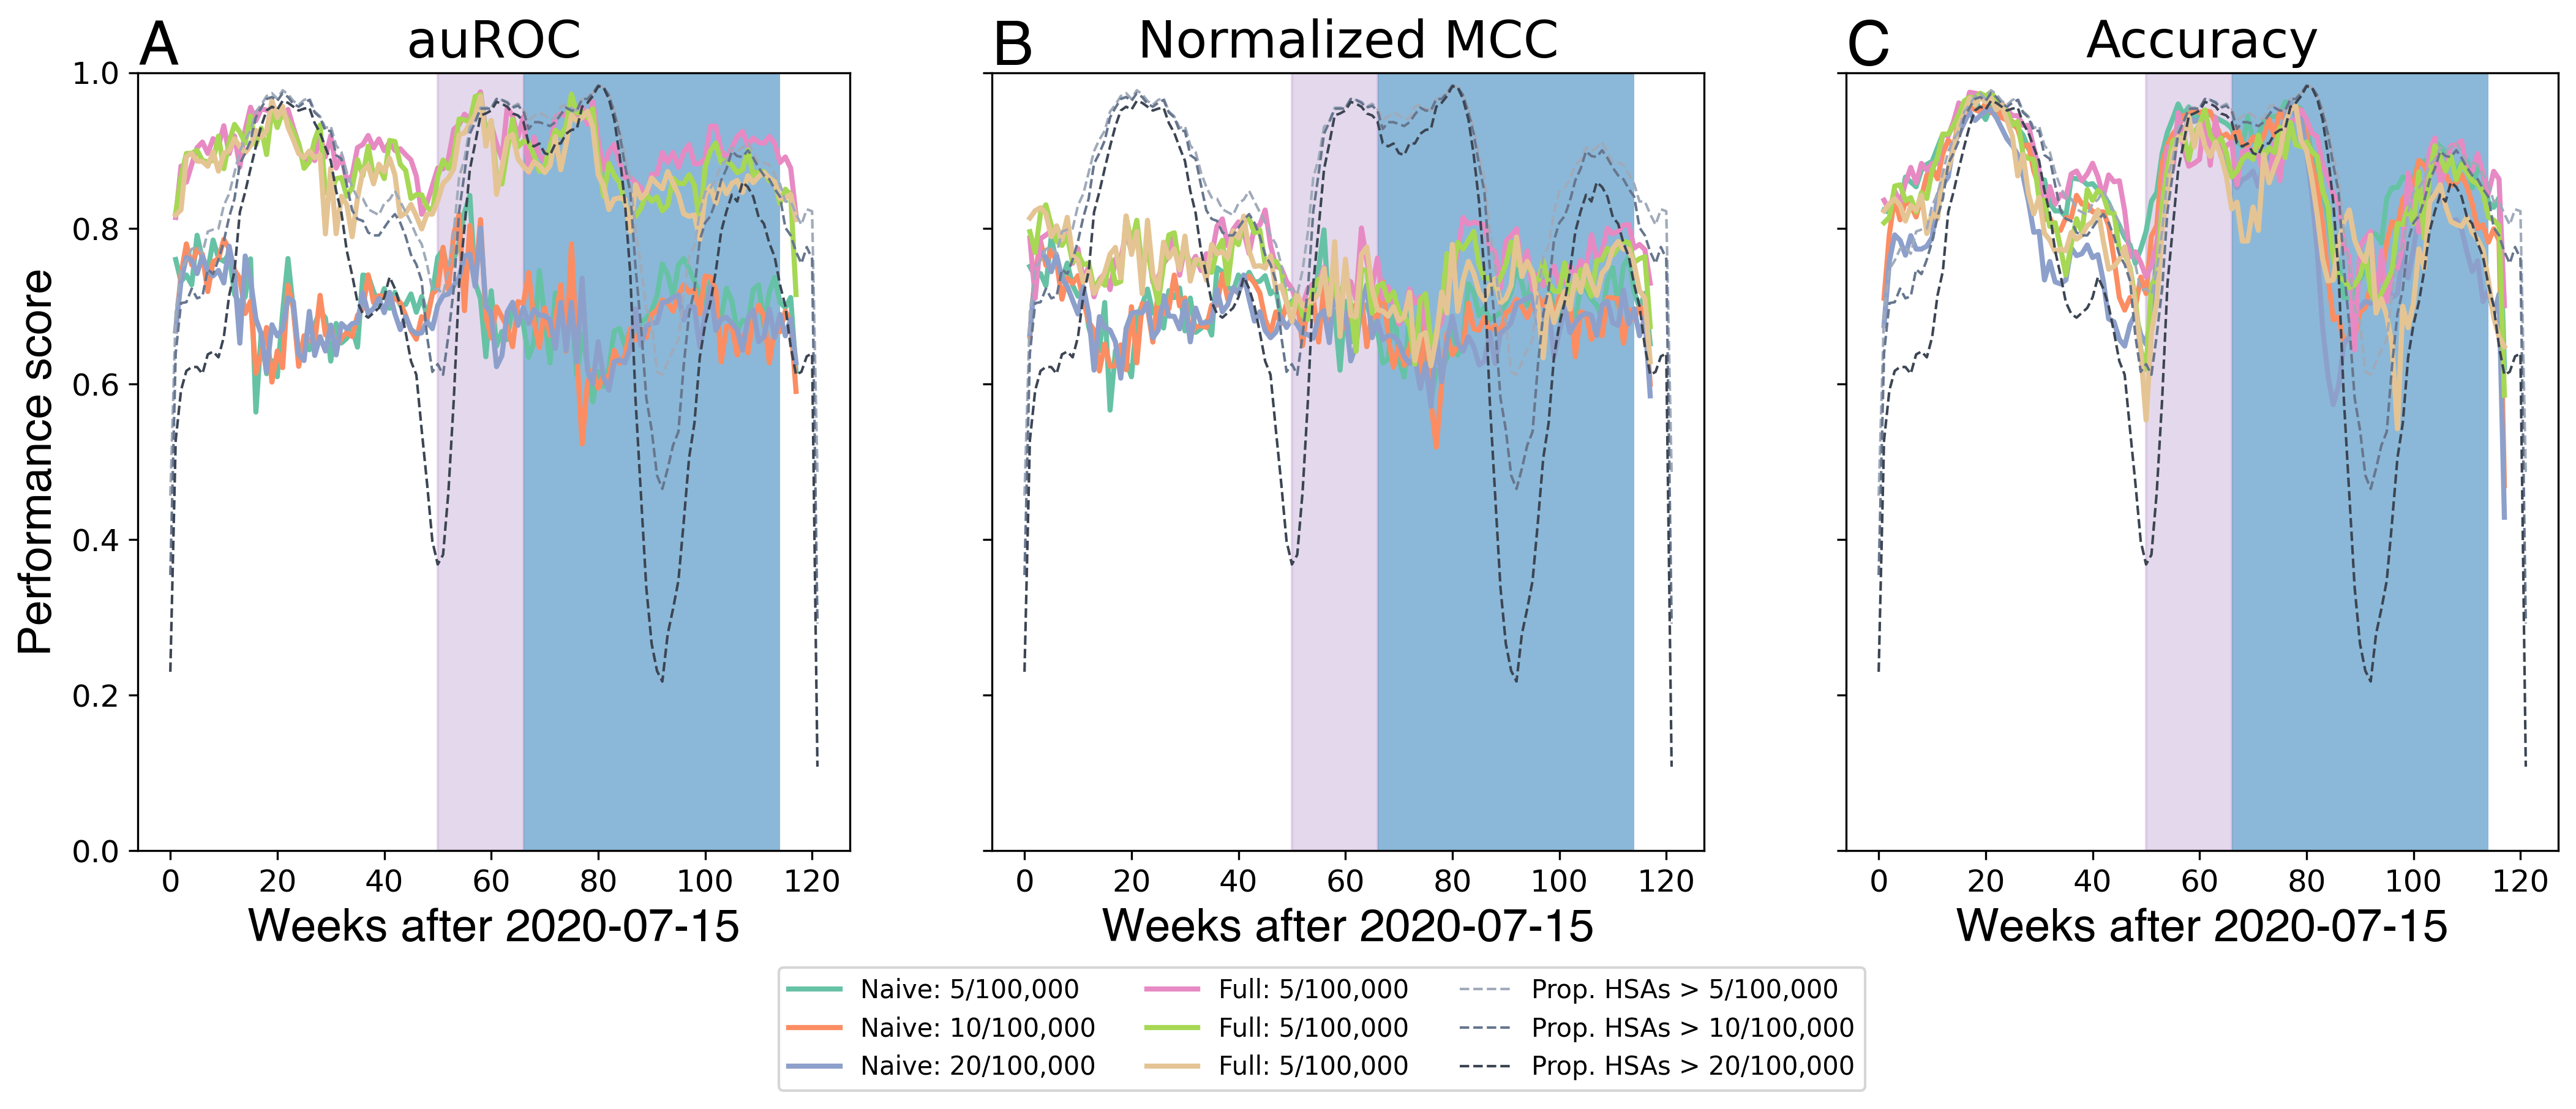 A auROC
B Normalized MCC
C Accuracy
Performance score
1.0
0.8
0.6
0.4
0.2
0.0
0 20 40 60 80 100 120
0 20 40 60 80 100 120
0 20 40 60 80 100 120
Weeks after 2020-07-15
Weeks after 2020-07-15
Weeks after 2020-07-15
Naive: 5/100,000
Naive: 10/100,000
Naive: 20/100,000
Full: 5/100,000
Full: 5/100,000
Full: 5/100,000
Prop. HSAs > 5/100,000
Prop. HSAs > 10/100,000
Prop. HSAs > 20/100,000